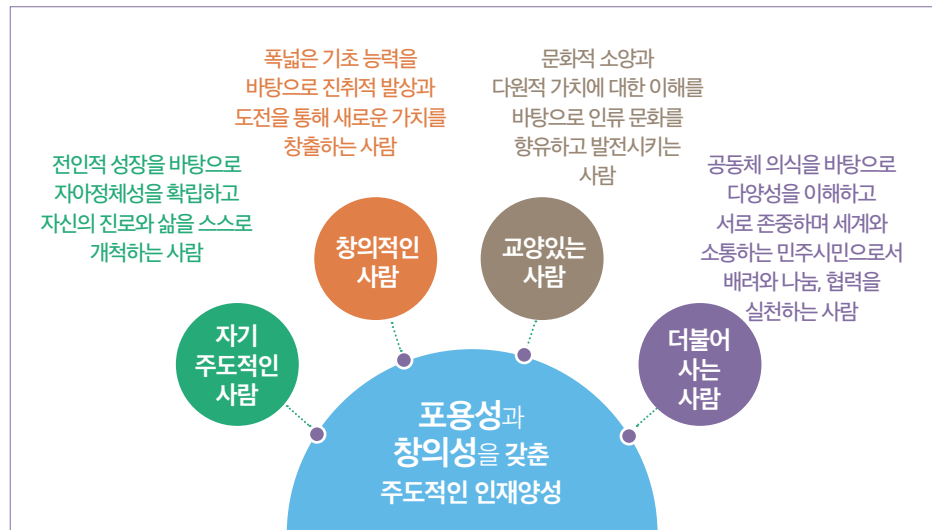 전인적 성장을 바탕으로
자아정체성을 확립하고
자신의 진로와 삶을 스스로
개척하는 사람
자기
주도적인
사람
폭넓은 기초 능력을
바탕으로 진취적 발상과
도전을 통해 새로운 가치를
창출하는 사람
창의적인
사람
문화적 소양과
다원적 가치에 대한 이해를
바탕으로 인류 문화를
향유하고 발전시키는
사람
교양있는
사람
공동체 의식을 바탕으로
다양성을 이해하고
서로 존중하며 세계와
소통하는 민주시민으로서
배려와 나눔, 협력을
실천하는 사람
더불어
사는
사람
포용성과
창의성을 갖춘
주도적인 인재양성